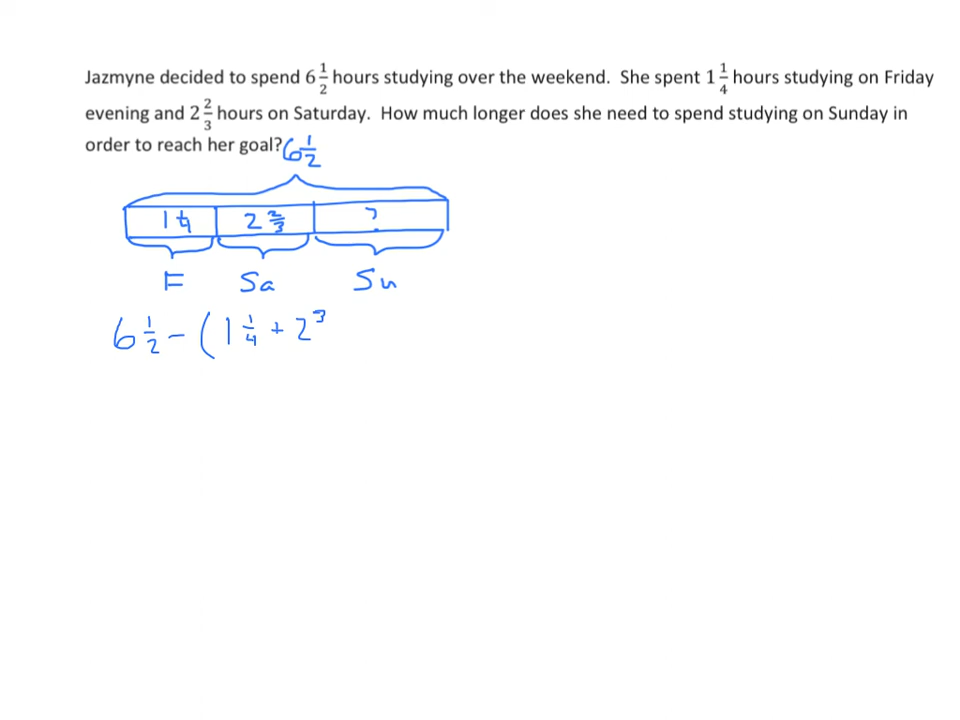 Jazmyne decided to spend 6 1/2 hours studying over the weekend. She spent 1 1/4 hours studying on Friday
evening and 2 2/3 hours on Saturday. How much longer does she need to spend studying on Sunday in
order to reach her goal?
6 1/2
1 1/4 2 2/3 ?
F Sa Su
6 1/2 - (1 1/4 + 2 3